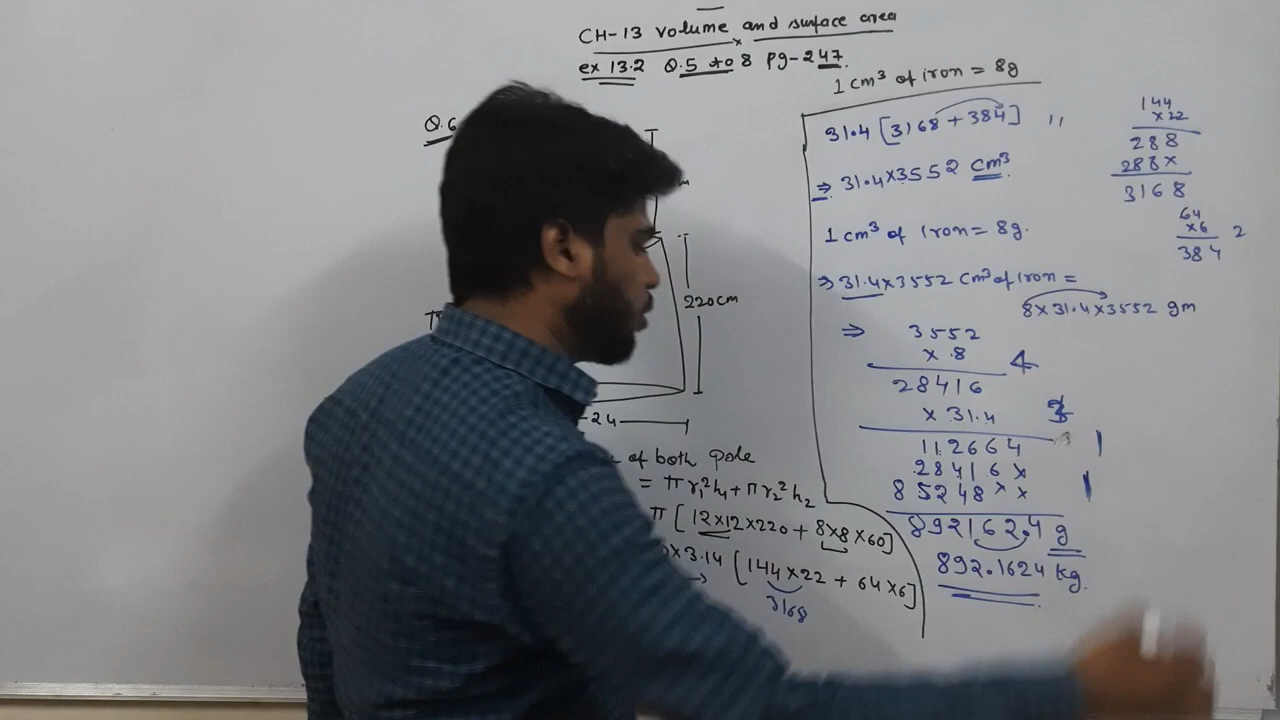 CH-13 volume and surface area
ex 13.2 Q.5 to 8 pg-247.
Q.6
220cm
24
of both pole
= πr₁²h₁ + πr₂²h₂
π[12×12×220 + 8×8×60]
×3.14 [144×22 + 64×6]
3168
1 cm³ of iron = 8g
31.4 [3168 + 384]
⇒ 31.4×3552 cm³.
1 cm³ of iron = 8g.
⇒ 31.4×3552 cm³ of iron =
8×31.4×3552 gm
⇒ 3552
× 8
28416
× 31.4
112664
28416×
85248××
892162.4 g
892.1624 kg.
144
×22
288
288×
3168
64
×6
384
2